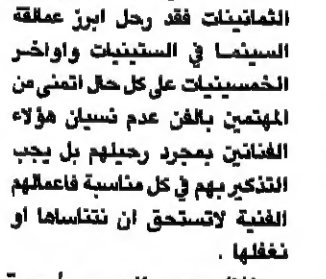 الثمانينات فقد رحل ابرز عمالقة
السينما في الستينيات واواخر
الخمسينيات على كل حال اتمنى من
المهتمين بالفن عدم نسيان هؤلاء
الفنانين بمجرد رحيلهم بل يجب
التذكير بهم في كل مناسبة فاعمالهم
الفنية لاتستحق ان نتناساها او
نغفلها .